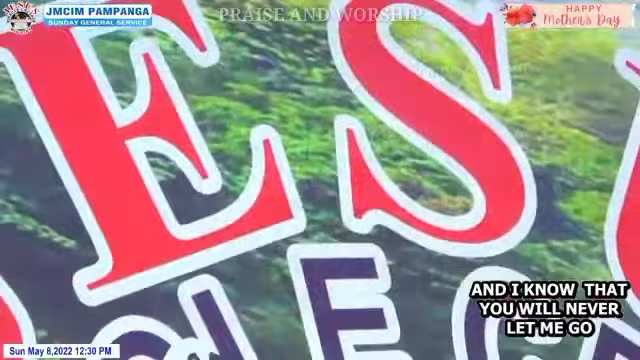 JMCIM PAMPANGA
SUNDAY GENERAL SERVICE
PRAISE AND WORSHIP
HAPPY
Mother's Day
ES
AND I KNOW THAT
YOU WILL NEVER
LET ME GO
Sun May 8,2022 12:30 PM